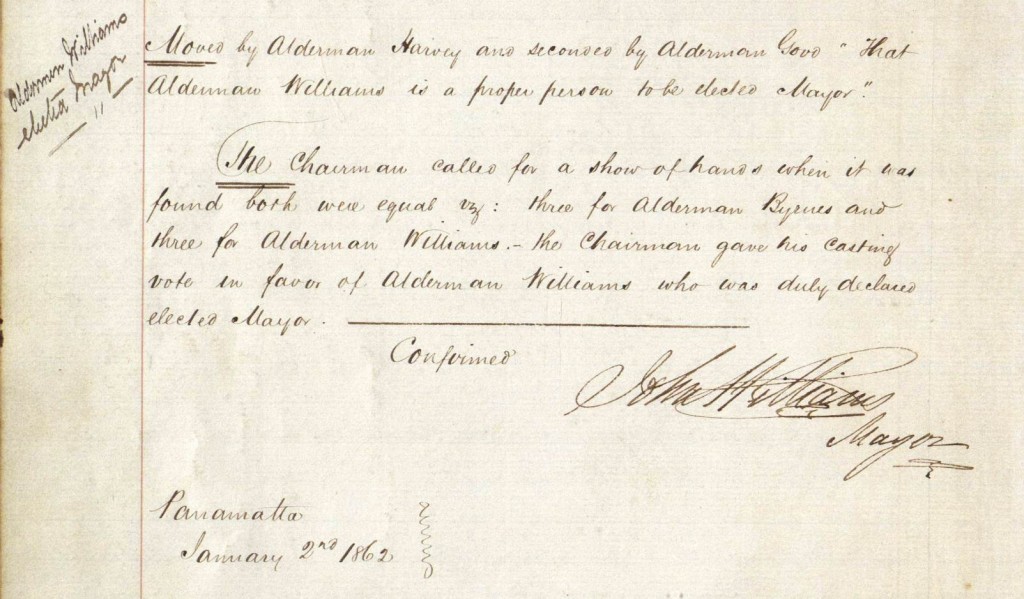 Aldermen Williams
elected Mayor
Moved by Alderman Harvey and seconded by Alderman Good " That
Alderman Williams is a proper person to be elected Mayor".
The Chairman called for a show of hands when it was
found both were equal viz: three for Alderman Byrnes and
three for Alderman Williams. - the Chairman gave his casting
vote in favor of Alderman Williams who was duly declared
elected Mayor.
Confirmed
John Williams
Mayor
Parramatta
January 2nd 1862